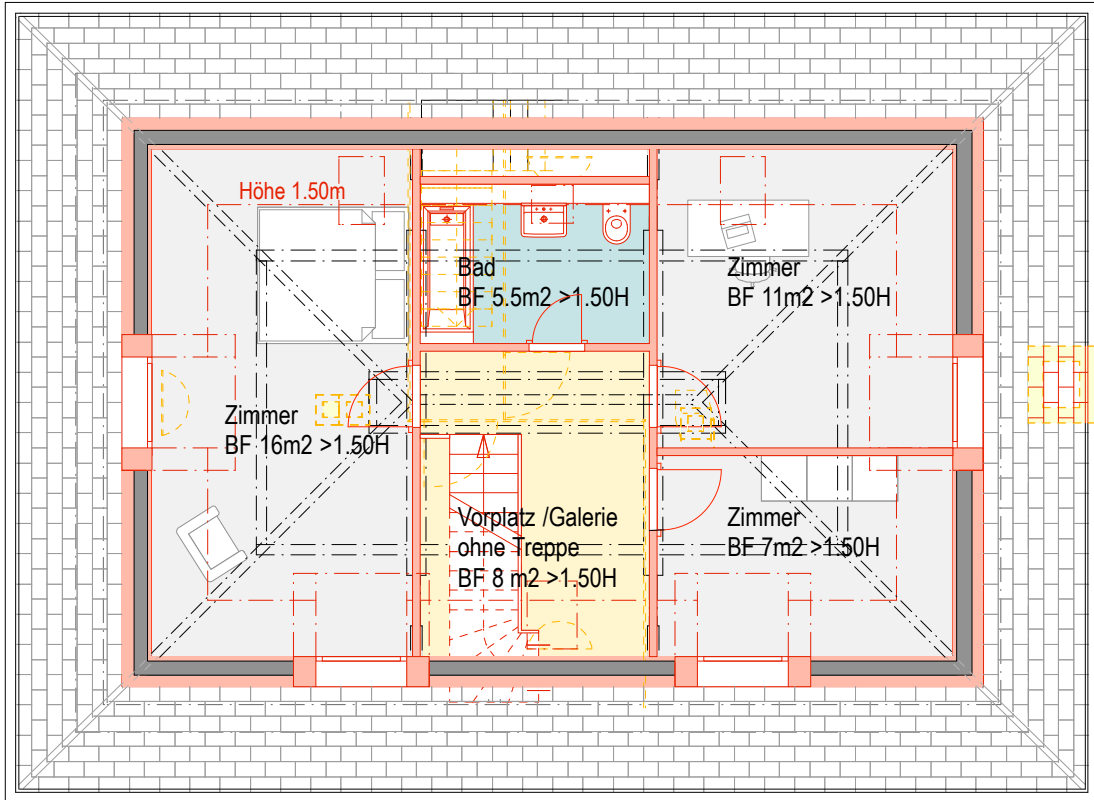 Höhe 1.50m
Bad
BF 5.5m2 >1.50H
Zimmer
BF 11m2 >1.50H
Zimmer
BF 16m2 >1.50H
Vorplatz /Galerie
ohne Treppe
BF 8 m2 >1.50H
Zimmer
BF 7m2 >1.50H